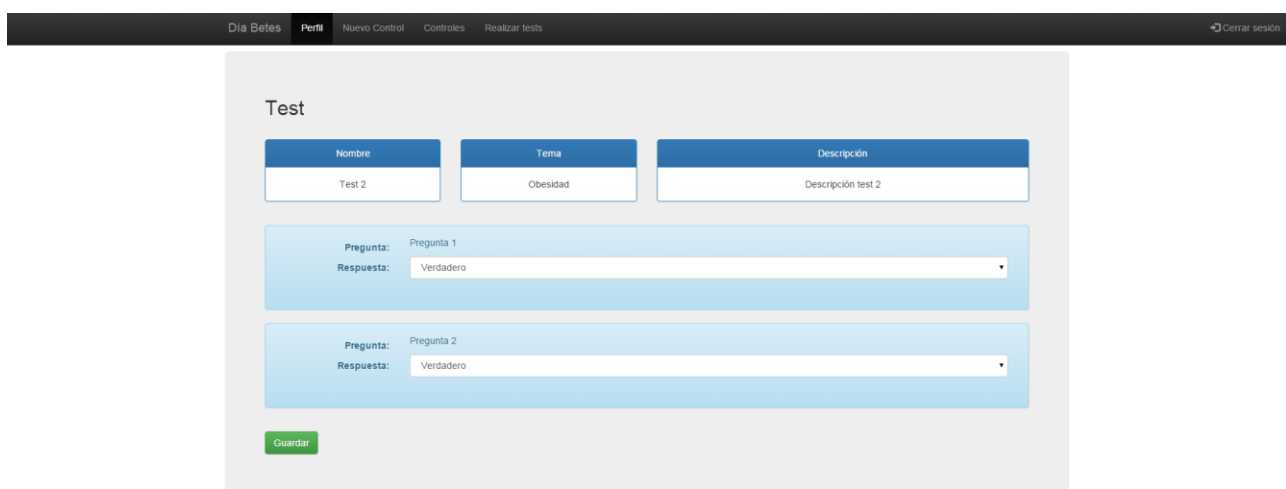 Día Betes Perfil Nuevo Control Controles Realizar tests Cerrar sesión
Test
Nombre Tema Descripción
Test 2 Obesidad Descripción test 2
Pregunta: Pregunta 1
Respuesta: Verdadero
Pregunta: Pregunta 2
Respuesta: Verdadero
Guardar